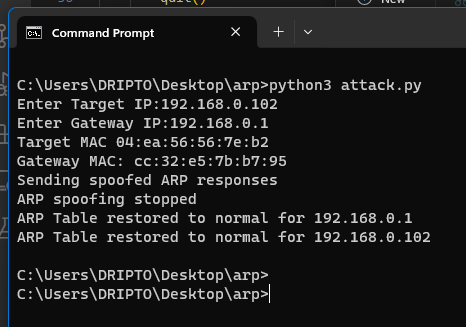 quit()
New
Command Prompt
C:\Users\DRIPTO\Desktop\arp>python3 attack.py
Enter Target IP:192.168.0.102
Enter Gateway IP:192.168.0.1
Target MAC 04:ea:56:56:7e:b2
Gateway MAC: cc:32:e5:7b:b7:95
Sending spoofed ARP responses
ARP spoofing stopped
ARP Table restored to normal for 192.168.0.1
ARP Table restored to normal for 192.168.0.102
C:\Users\DRIPTO\Desktop\arp>
C:\Users\DRIPTO\Desktop\arp>